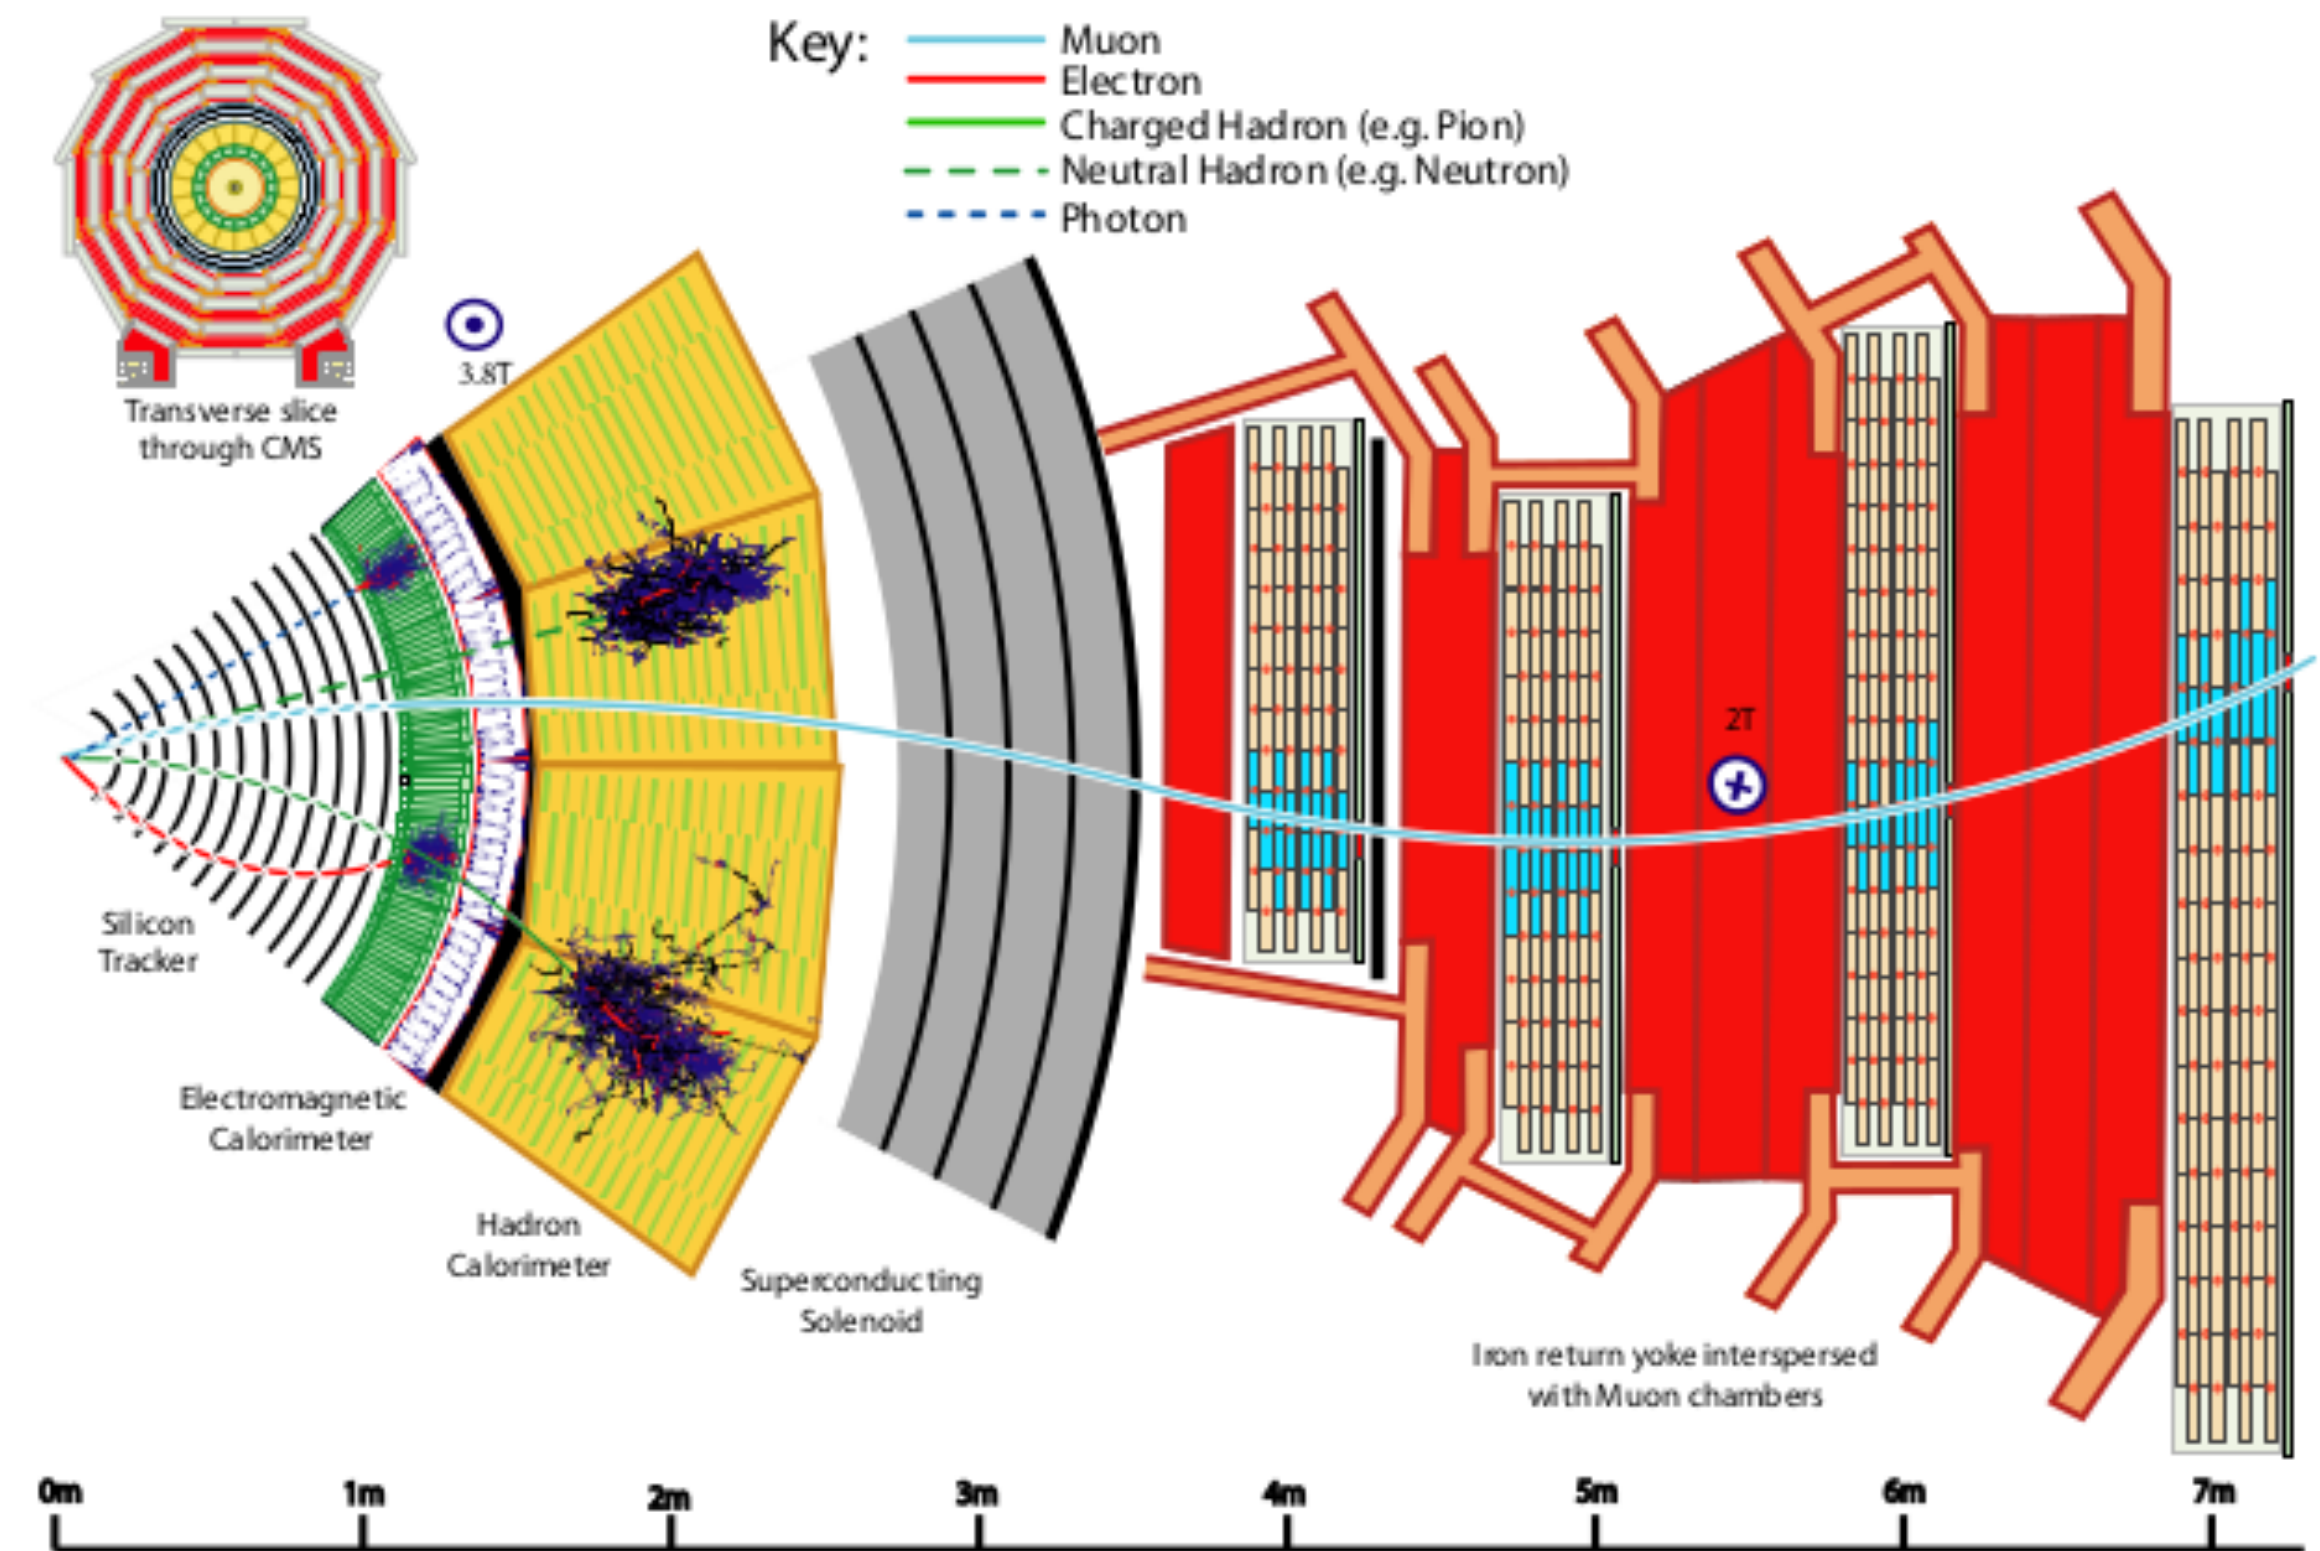 Key:
Muon
Electron
Charged Hadron (e.g. Pion)
Neutral Hadron (e.g. Neutron)
Photon
3.8T
Transverse slice
through CMS
2T
Silicon
Tracker
Electromagnetic
Calorimeter
Hadron
Calorimeter
Superconducting
Solenoid
Iron return yoke interspersed
with Muon chambers
0m 1m 2m 3m 4m 5m 6m 7m